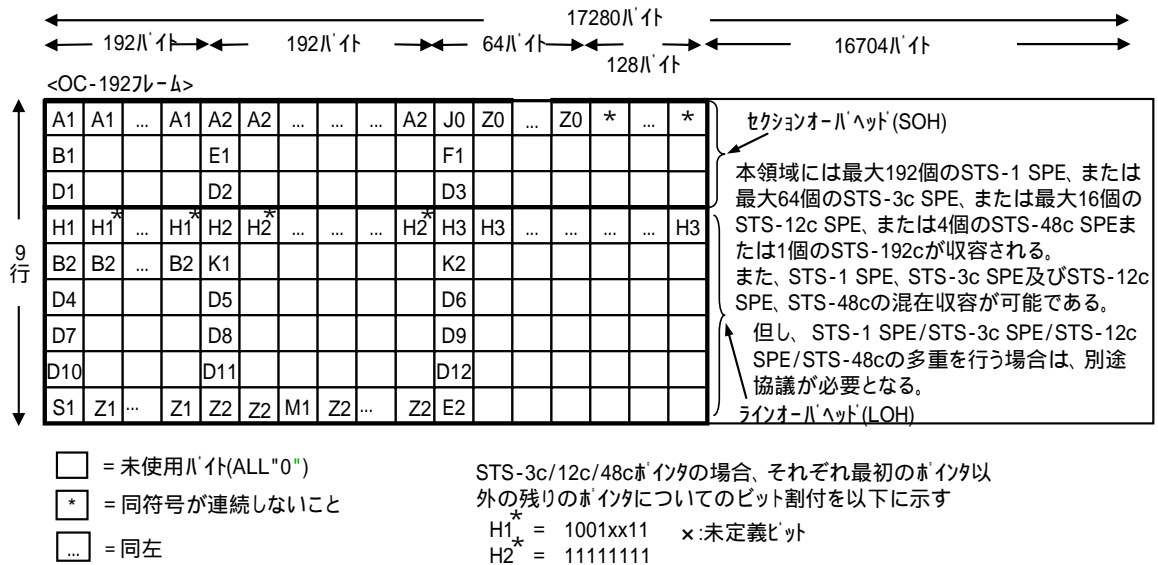 17280バイト
192バイト 192バイト 64バイト 128バイト 16704バイト
<OC-192フレーム>
A1 A1 ... A1 A2 A2 ... ... ... A2 J0 Z0 ... Z0 * ... *
B1 E1 F1
D1 D2 D3
H1 H1* ... H1* H2 H2* ... ... ... H2* H3 H3 ... ... ... ... H3
B2 B2 ... B2 K1 K2
D4 D5 D6
D7 D8 D9
D10 D11 D12
S1 Z1 ... Z1 Z2 Z2 M1 Z2 ... Z2 E2
9
行
セクションオーバヘッド(SOH)
本領域には最大192個のSTS-1 SPE、または
最大64個のSTS-3c SPE、または最大16個の
STS-12c SPE、または4個のSTS-48c SPEま
たは1個のSTS-192cが収容される。
また、STS-1 SPE、STS-3c SPE及びSTS-12c
SPE、STS-48cの混在収容が可能である。
但し、STS-1 SPE/STS-3c SPE/STS-12c
SPE/STS-48cの多重を行う場合は、別途
協議が必要となる。
ラインオーバヘッド(LOH)
= 未使用バイト(ALL"0")
* = 同符号が連続しないこと
... = 同左
STS-3c/12c/48cポインタの場合、それぞれ最初のポインタ以
外の残りのポインタについてのビット割付を以下に示す
H1* = 1001xx11 ×:未定義ビット
H2* = 11111111